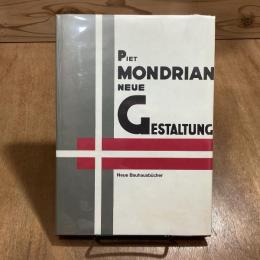 PIET
MONDRIAN
NEUE
GESTALTUNG
Neue Bauhausbücher